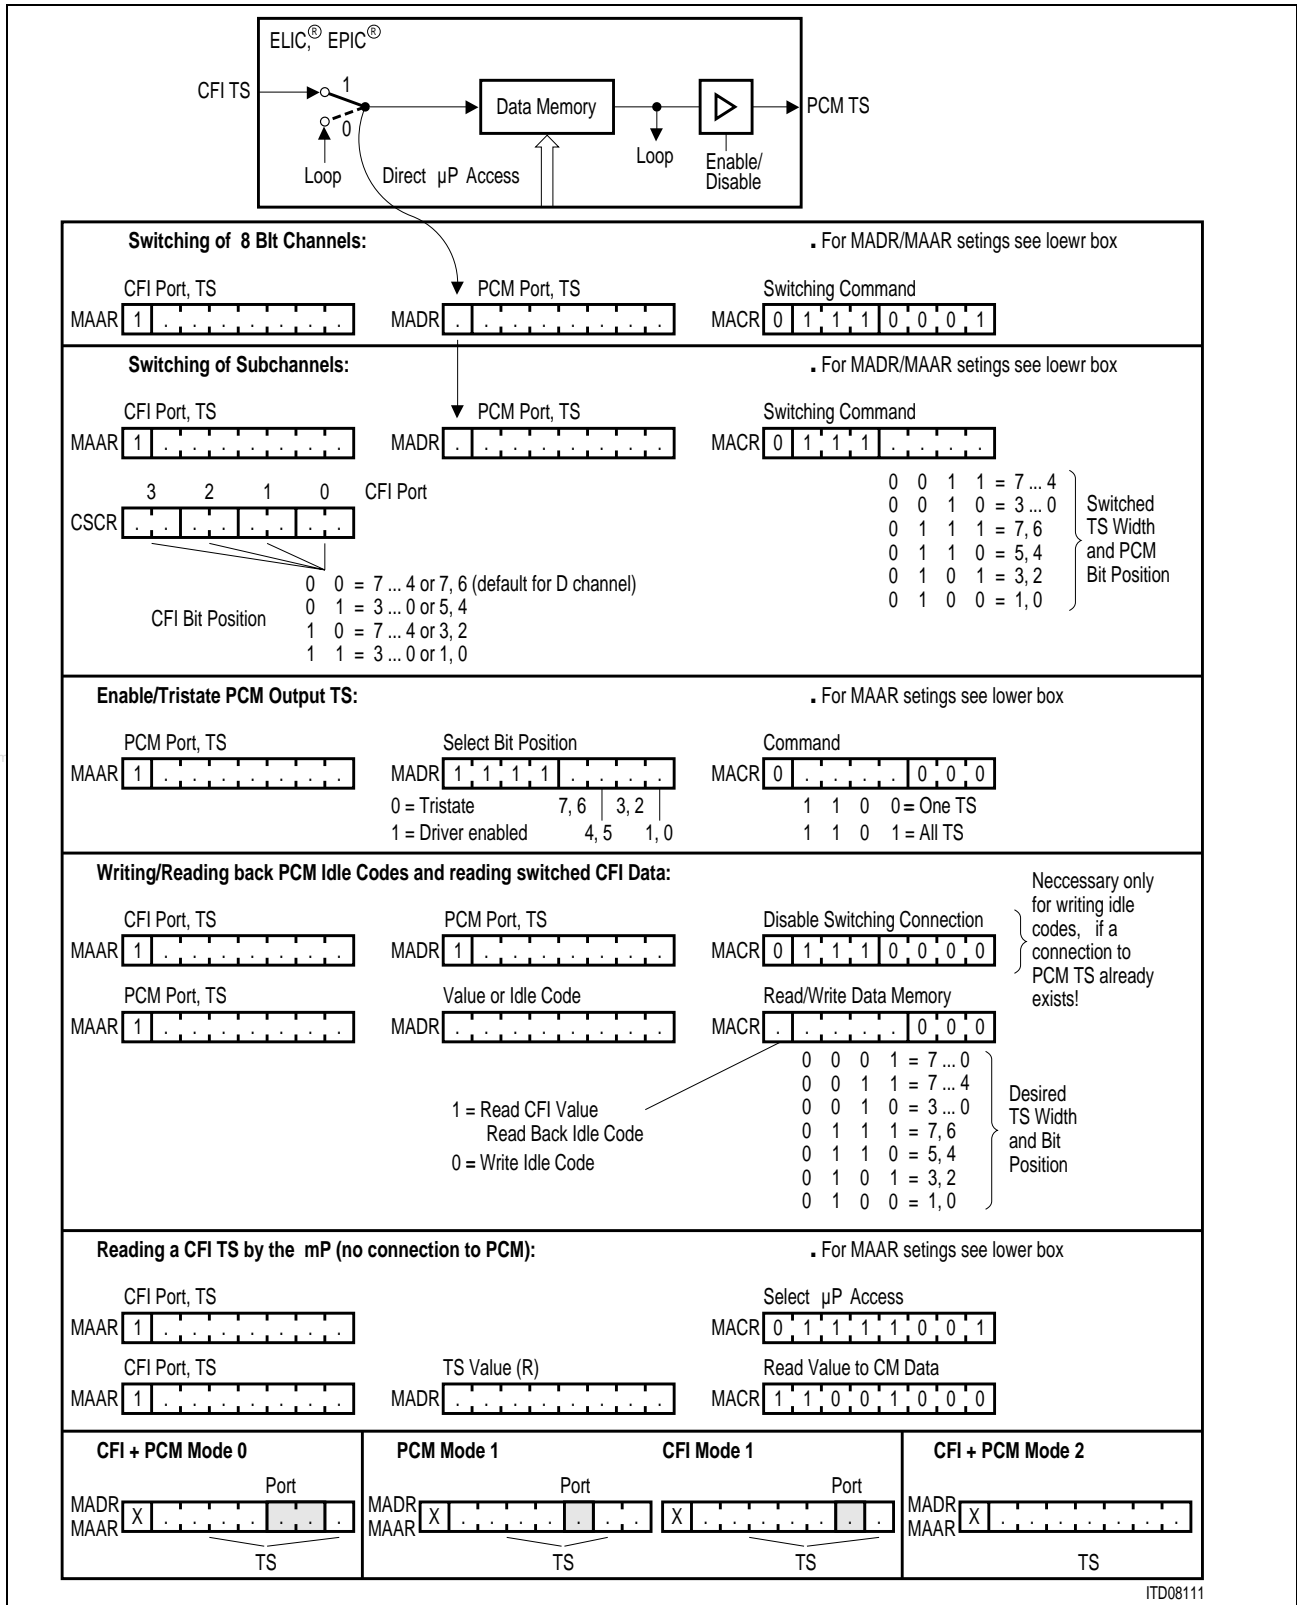 ELIC,® EPIC®
CFI TS
1
0
Data Memory
PCM TS
Loop
Direct µP Access
Loop
Enable/
Disable
Switching of 8 BIt Channels:
. For MADR/MAAR setings see loewr box
CFI Port, TS
PCM Port, TS
Switching Command
MAAR 1 . . . . . . .
MADR . . . . . . . .
MACR 0 1 1 1 0 0 0 1
Switching of Subchannels:
. For MADR/MAAR setings see loewr box
CFI Port, TS
PCM Port, TS
Switching Command
MAAR 1 . . . . . . .
MADR . . . . . . . .
MACR 0 1 1 1 . . . .
3 2 1 0 CFI Port
CSCR . . . . . . . .
CFI Bit Position
0 0 = 7 ... 4 or 7, 6 (default for D channel)
0 1 = 3 ... 0 or 5, 4
1 0 = 7 ... 4 or 3, 2
1 1 = 3 ... 0 or 1, 0
0 0 1 1 = 7 ... 4
0 0 1 0 = 3 ... 0
0 1 1 1 = 7, 6
0 1 1 0 = 5, 4
0 1 0 1 = 3, 2
0 1 0 0 = 1, 0
Switched
TS Width
and PCM
Bit Position
Enable/Tristate PCM Output TS:
. For MAAR setings see lower box
PCM Port, TS
Select Bit Position
Command
MAAR 1 . . . . . . .
MADR 1 1 1 1 . . . .
MACR 0 . . . . 0 0 0
0 = Tristate 7, 6 3, 2
1 = Driver enabled 4, 5 1, 0
1 1 0 0 = One TS
1 1 0 1 = All TS
Writing/Reading back PCM Idle Codes and reading switched CFI Data:
CFI Port, TS
PCM Port, TS
Disable Switching Connection
MAAR 1 . . . . . . .
MADR 1 . . . . . . .
MACR 0 1 1 1 0 0 0 0
Neccessary only
for writing idle
codes, if a
connection to
PCM TS already
exists!
PCM Port, TS
Value or Idle Code
Read/Write Data Memory
MAAR 1 . . . . . . .
MADR . . . . . . . .
MACR . . . . . 0 0 0
1 = Read CFI Value
Read Back Idle Code
0 = Write Idle Code
0 0 0 1 = 7 ... 0
0 0 1 1 = 7 ... 4
0 0 1 0 = 3 ... 0
0 1 1 1 = 7, 6
0 1 1 0 = 5, 4
0 1 0 1 = 3, 2
0 1 0 0 = 1, 0
Desired
TS Width
and Bit
Position
Reading a CFI TS by the mP (no connection to PCM):
. For MAAR setings see lower box
CFI Port, TS
Select µP Access
MAAR 1 . . . . . . .
MACR 0 1 1 1 1 0 0 1
CFI Port, TS
TS Value (R)
Read Value to CM Data
MAAR 1 . . . . . . .
MADR . . . . . . . .
MACR 1 1 0 0 1 0 0 0
CFI + PCM Mode 0
Port
MADR
MAAR
X . . . . . . .
TS
PCM Mode 1
Port
MADR
MAAR
X . . . . . . .
TS
CFI Mode 1
Port
X . . . . . . .
TS
CFI + PCM Mode 2
MADR
MAAR
X . . . . . . .
TS
ITD08111